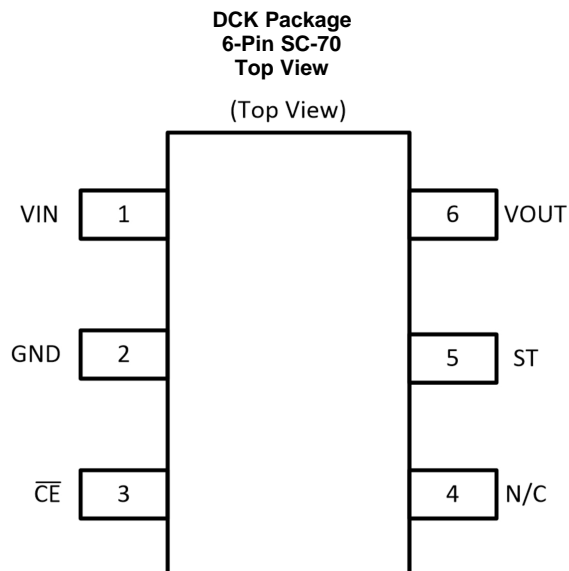 DCK Package
6-Pin SC-70
Top View
(Top View)
VIN 1 6 VOUT
GND 2 5 ST
C̅E̅ 3 4 N/C